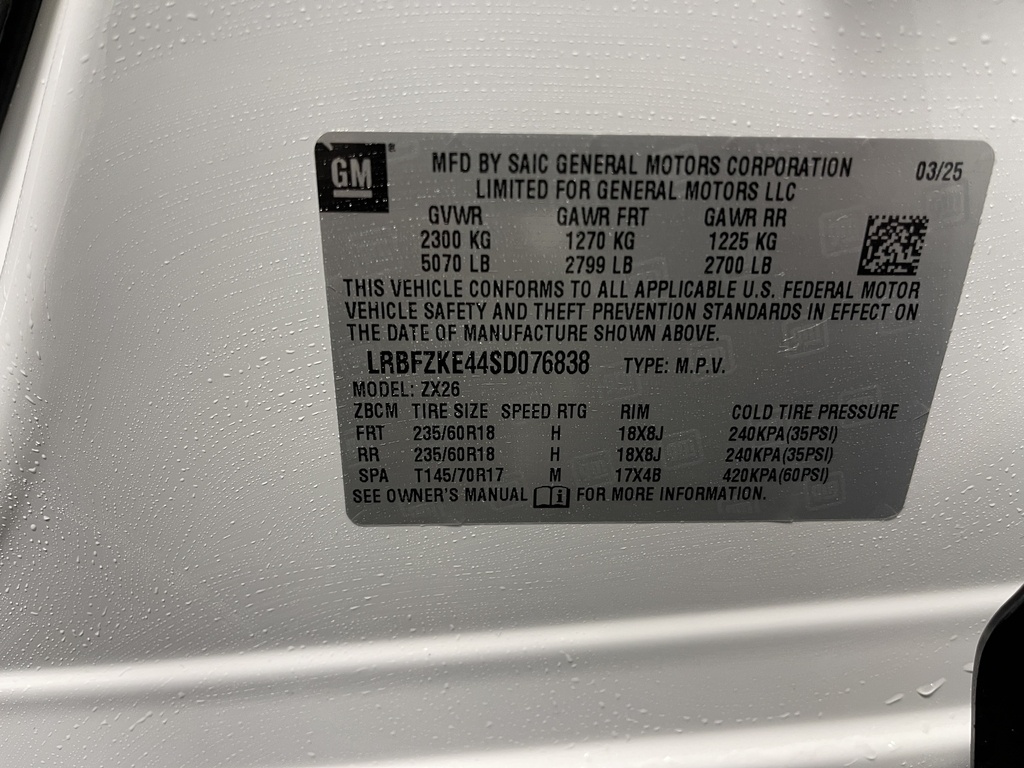 GM ®
MFD BY SAIC GENERAL MOTORS CORPORATION 03/25
LIMITED FOR GENERAL MOTORS LLC
GVWR GAWR FRT GAWR RR
2300 KG 1270 KG 1225 KG
5070 LB 2799 LB 2700 LB
THIS VEHICLE CONFORMS TO ALL APPLICABLE U.S. FEDERAL MOTOR
VEHICLE SAFETY AND THEFT PREVENTION STANDARDS IN EFFECT ON
THE DATE OF MANUFACTURE SHOWN ABOVE.
LRBFZKE44SD076838 TYPE: M.P.V.
MODEL: ZX26
ZBCM TIRE SIZE SPEED RTG RIM COLD TIRE PRESSURE
FRT 235/60R18 H 18X8J 240KPA(35PSI)
RR 235/60R18 H 18X8J 240KPA(35PSI)
SPA T145/70R17 M 17X4B 420KPA(60PSI)
SEE OWNER'S MANUAL FOR MORE INFORMATION.